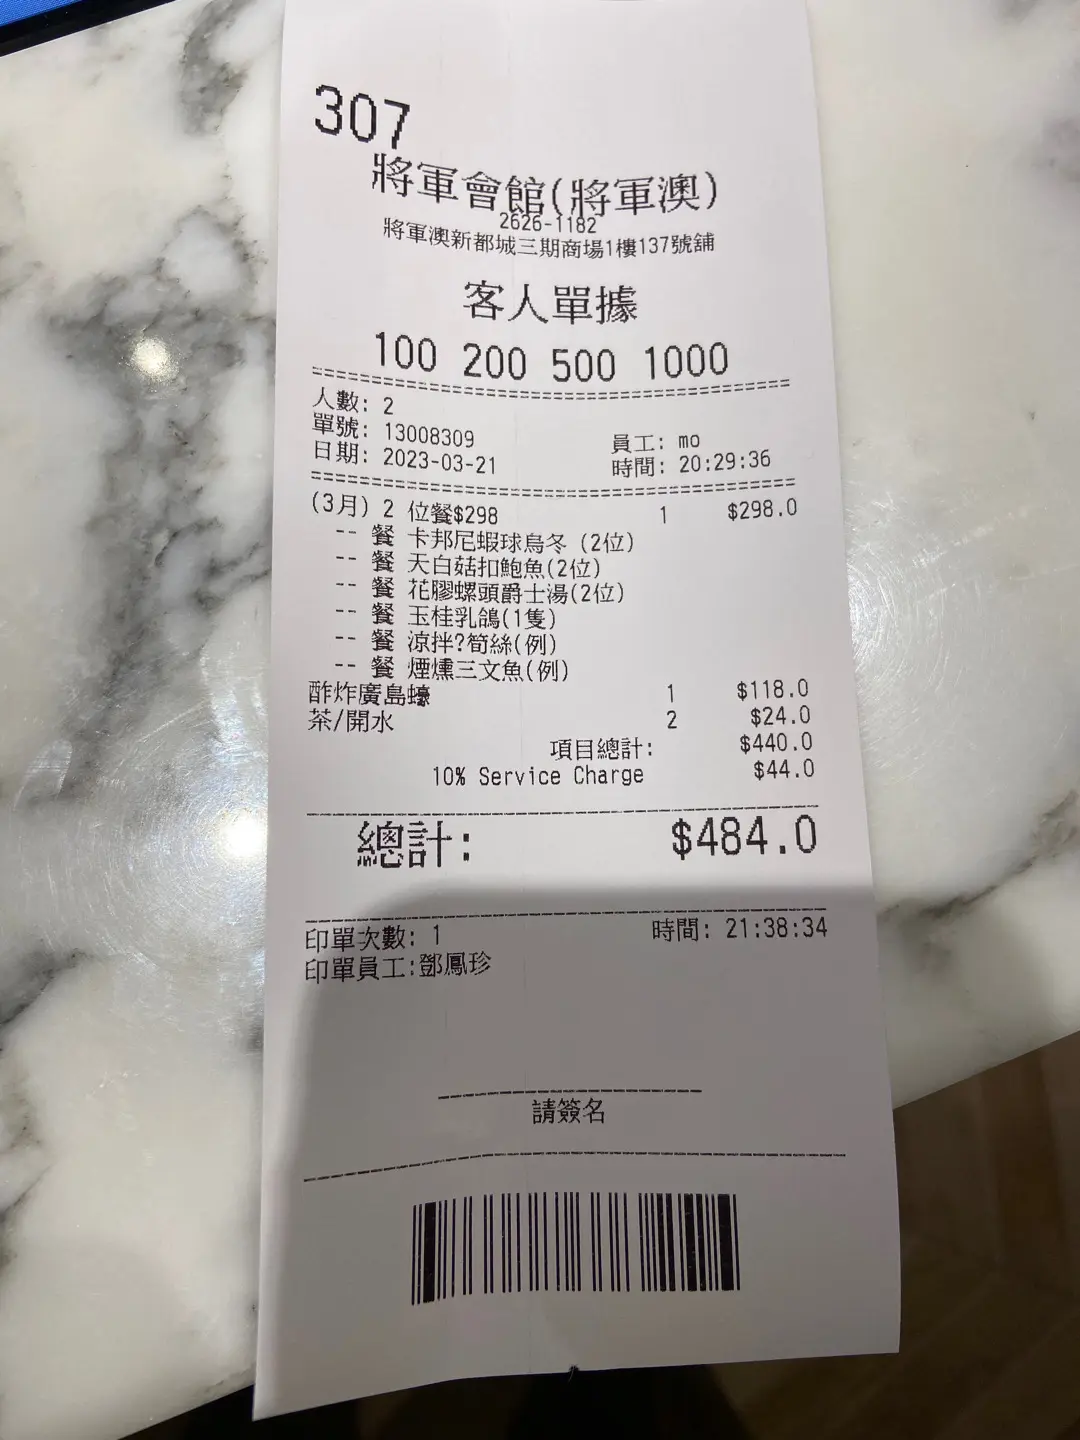 307
將軍會館(將軍澳)
2626-1182
將軍澳新都城三期商場1樓137號舖
客人單據
100 200 500 1000
人數: 2
單號: 13008309 員工: mo
日期: 2023-03-21 時間: 20:29:36
(3月) 2 位餐$298 1 $298.0
-- 餐 卡邦尼蝦球烏冬 (2位)
-- 餐 天白菇扣鮑魚(2位)
-- 餐 花膠螺頭爵士湯(2位)
-- 餐 玉桂乳鴿(1隻)
-- 餐 涼拌?筍絲(例)
-- 餐 煙燻三文魚(例)
酢炸廣島蠔 1 $118.0
茶/開水 2 $24.0
項目總計: $440.0
10% Service Charge $44.0
總計: $484.0
印單次數: 1 時間: 21:38:34
印單員工:鄧鳳珍
請簽名